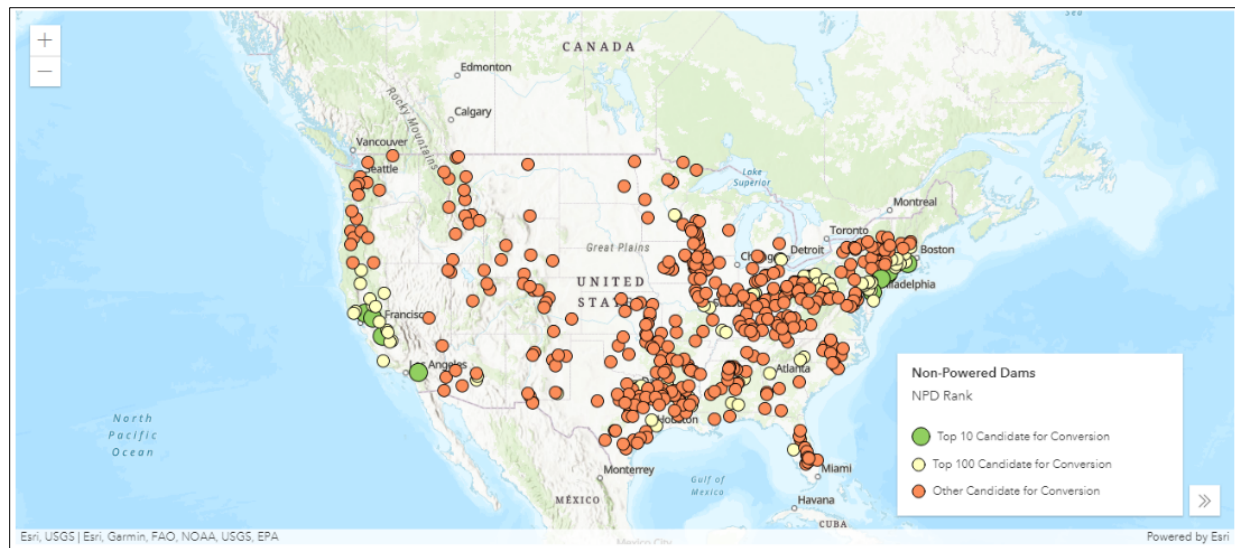 Sea
+
−
CANADA
Edmonton
Rocky Mountains
Calgary
Vancouver
Seattle
Lake
Superior
Montreal
Toronto
Boston
Detroit
Great Plains
UNITED
Philadelphia
Francisco
Los Angeles
Atlanta
Houston
North
Pacific
Ocean
Monterrey
Gulf of
Mexico
Miami
MÉXICO
Havana
CUBA
Mexico City
Non-Powered Dams
NPD Rank
Top 10 Candidate for Conversion
Top 100 Candidate for Conversion
Other Candidate for Conversion
Esri, USGS | Esri, Garmin, FAO, NOAA, USGS, EPA
Powered by Esri